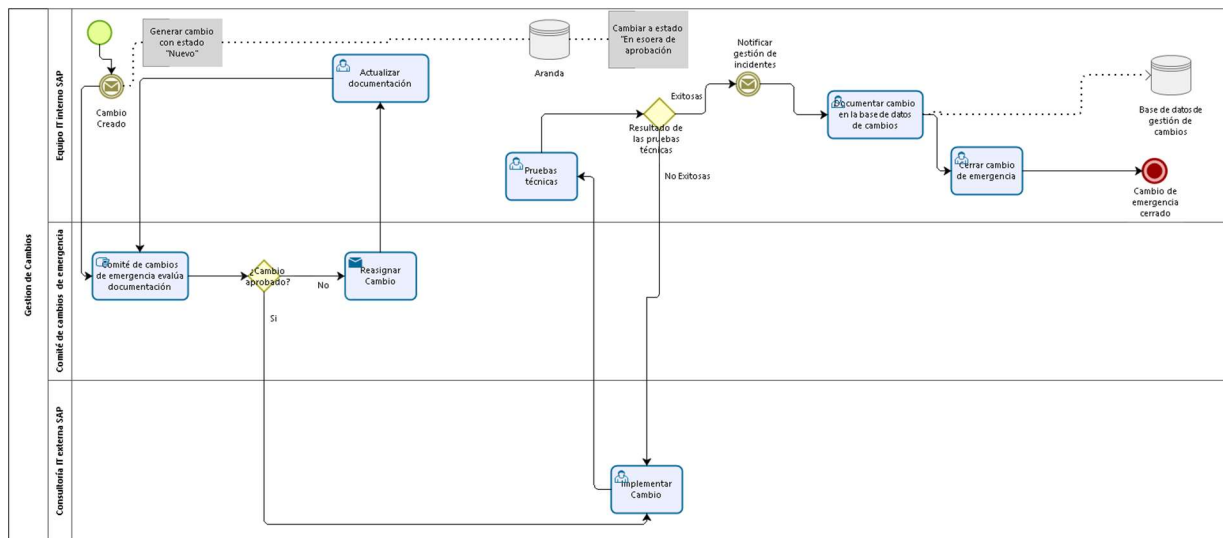 Gestion de Cambios
Equipo IT interno SAP
Generar cambio
con estado
"Nuevo"
Cambio
Creado
Actualizar
documentación
Aranda
Cambiar a estado
"En esoera de
aprobación
Notificar
gestión de
incidentes
Exitosas
Resultado de
las pruebas
técnicas
No Exitosas
Pruebas
técnicas
Documentar cambio
en la base de datos
de cambios
Base de datos de
gestión de
cambios
Cerrar cambio
de emergencia
Cambio de
emergencia
cerrado
Comité de cambios de emergencia
Comité de cambios
de emergencia evalúa
documentación
¿Cambio
aprobado?
No
Si
Reasignar
Cambio
Consultoría IT externa SAP
Implementar
Cambio